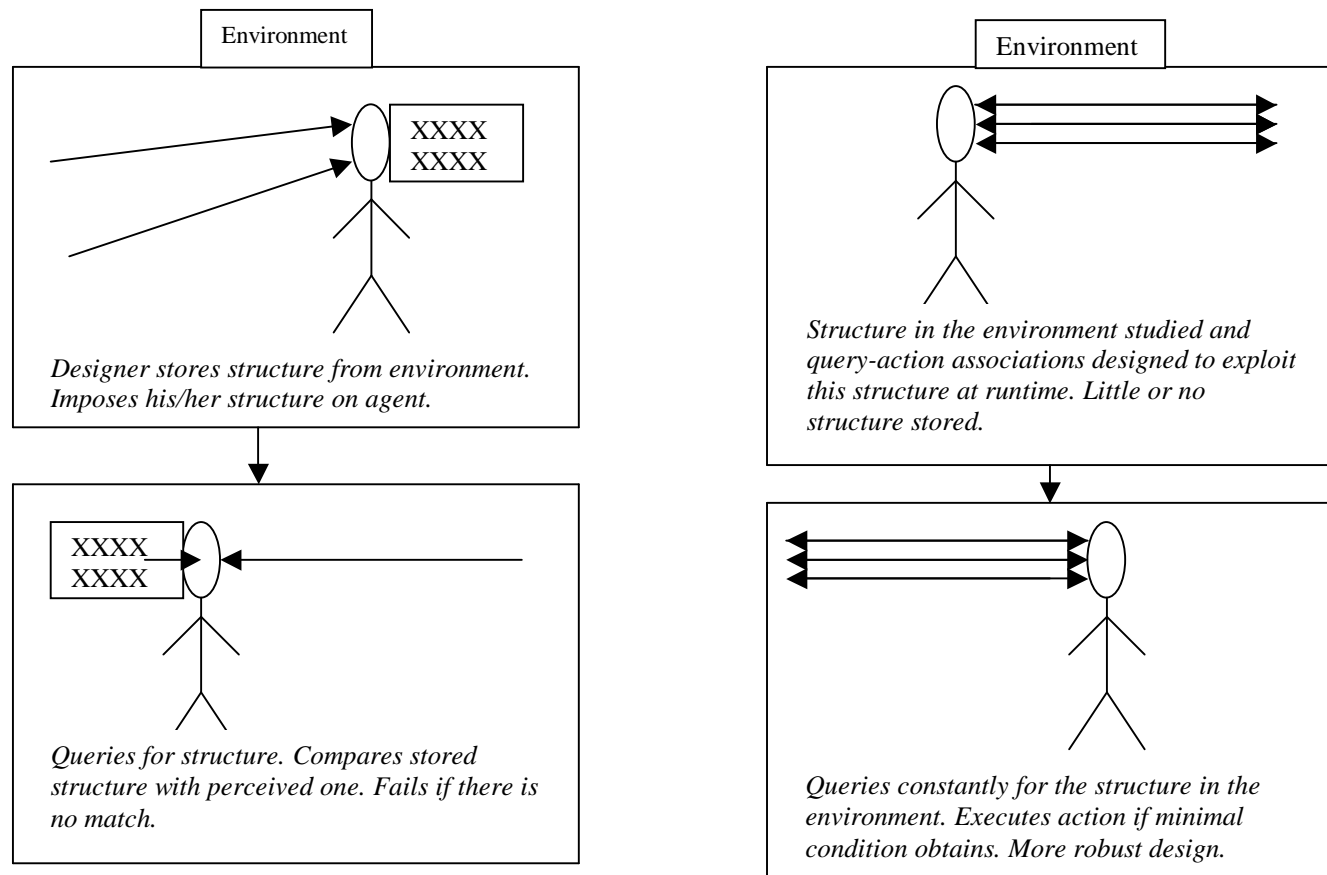 Environment
XXXX
XXXX
Designer stores structure from environment.
Imposes his/her structure on agent.
XXXX
XXXX
Queries for structure. Compares stored
structure with perceived one. Fails if there is
no match.
Environment
Structure in the environment studied and
query-action associations designed to exploit
this structure at runtime. Little or no
structure stored.
Queries constantly for the structure in the
environment. Executes action if minimal
condition obtains. More robust design.